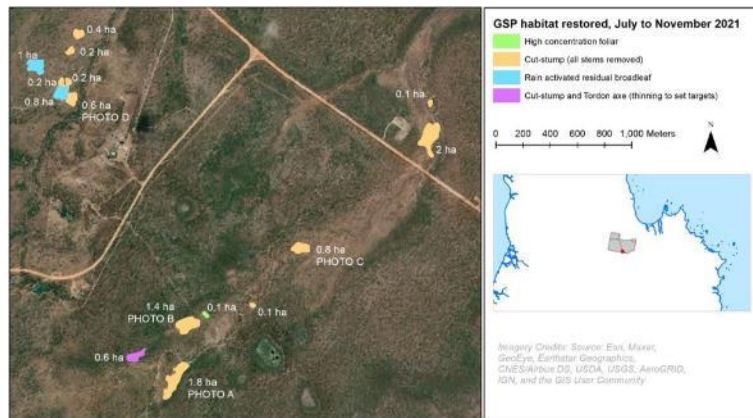 0.4 ha
0.2 ha
1 ha
0.2 ha
0.2 ha
0.8 ha
0.6 ha
PHOTO D
0.1 ha
2 ha
0.8 ha
PHOTO C
1.4 ha
PHOTO B
0.1 ha
0.1 ha
0.6 ha
1.8 ha
PHOTO A
GSP habitat restored, July to November 2021
High concentration foliar
Cut-stump (all stems removed)
Rain activated residual broadleaf
Cut-stump and Tordon axe (thinning to set targets)
0 200 400 600 800 1,000 Meters
N
Imagery Credits: Source: Esri, Maxar,
GeoEye, Earthstar Geographics,
CNES/Airbus DS, USDA, USGS, AeroGRID,
IGN, and the GIS User Community